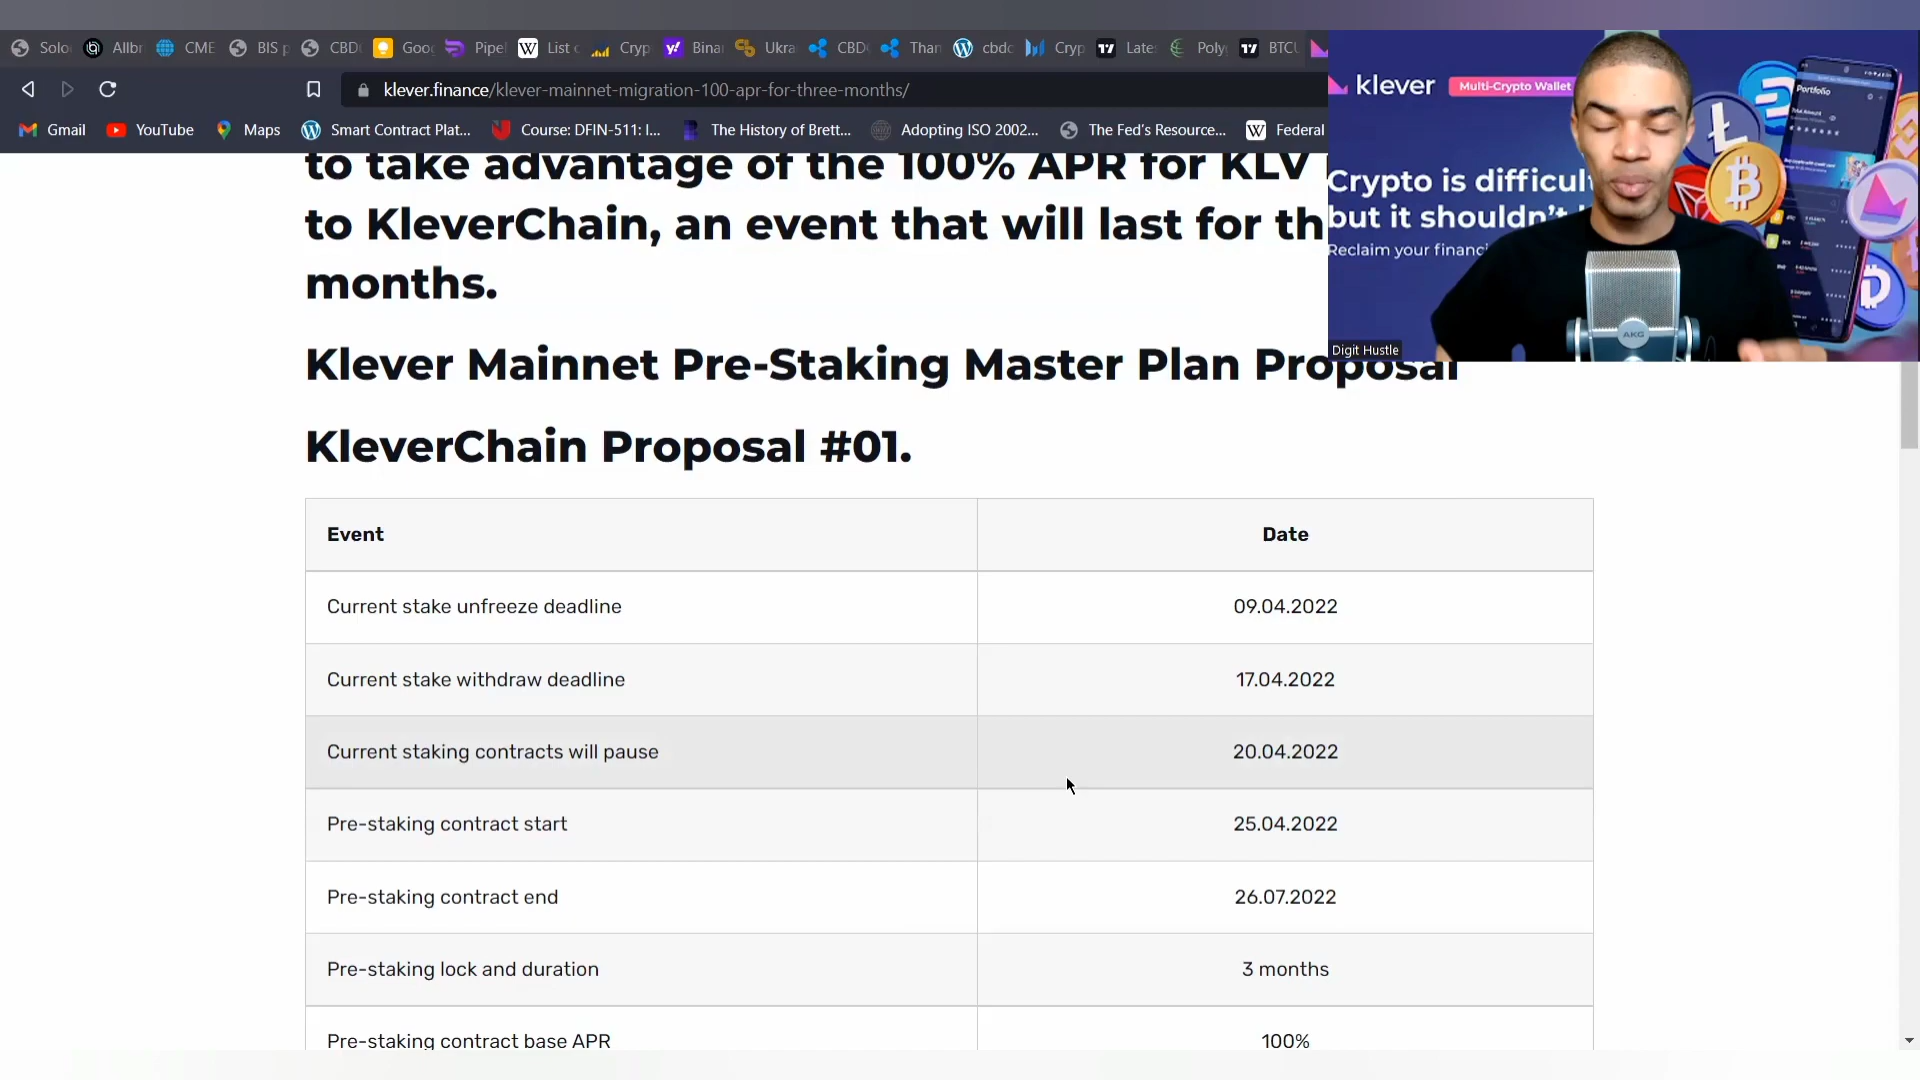 Solo Allbr CME BIS p CBD Goog Pipel List o Cryp Binar Ukra CBD Than cbdc Cryp Late Poly BTCU
klever.finance/klever-mainnet-migration-100-apr-for-three-months/
Gmail YouTube Maps Smart Contract Plat... Course: DFIN-511: I... The History of Brett... Adopting ISO 2002... The Fed's Resource... Federal
klever Multi-Crypto Wallet
Portfolio
Crypto is difficul
but it shouldn't
Reclaim your financ
AKG
Digit Hustle
to take advantage of the 100% APR for KLV
to KleverChain, an event that will last for th
months.
Klever Mainnet Pre-Staking Master Plan Proposal
KleverChain Proposal #01.
Event Date
Current stake unfreeze deadline 09.04.2022
Current stake withdraw deadline 17.04.2022
Current staking contracts will pause 20.04.2022
Pre-staking contract start 25.04.2022
Pre-staking contract end 26.07.2022
Pre-staking lock and duration 3 months
Pre-staking contract base APR 100%